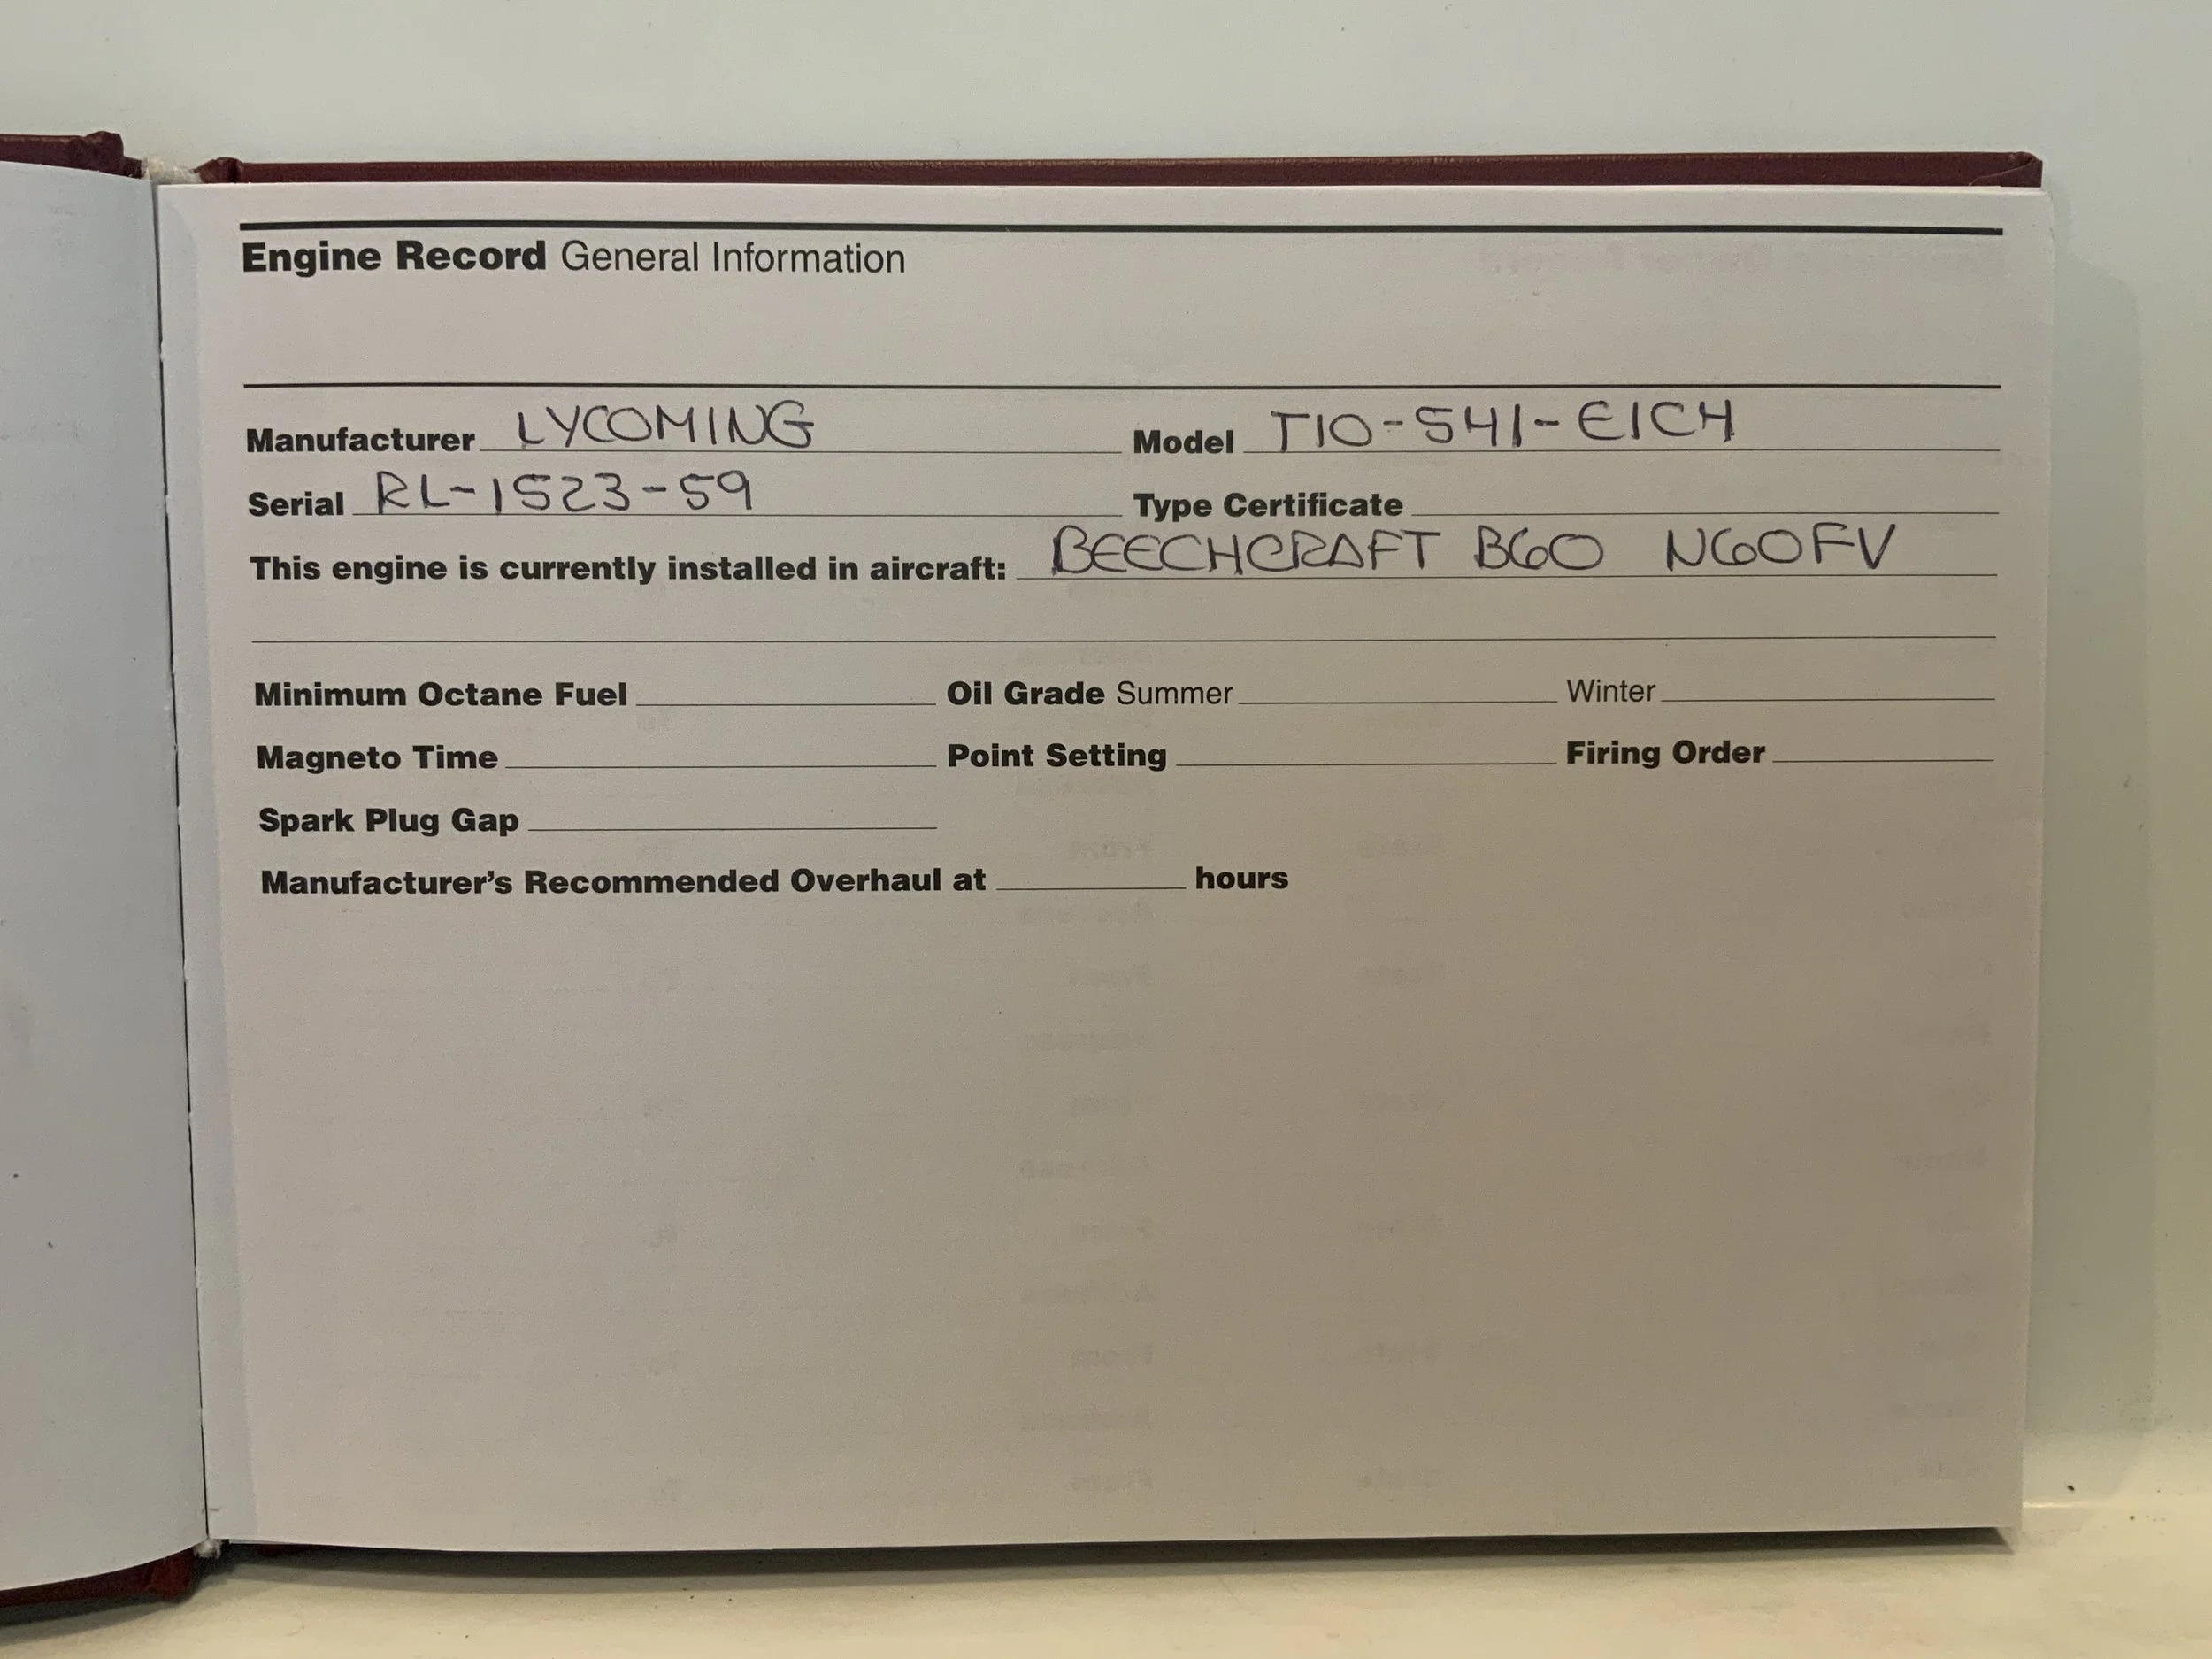 Engine Record General Information
Manufacturer LYCOMING Model TIO-541-E1C4
Serial RL-1523-59 Type Certificate
This engine is currently installed in aircraft: BEECHCRAFT B60 N60FV
Minimum Octane Fuel Oil Grade Summer Winter
Magneto Time Point Setting Firing Order
Spark Plug Gap
Manufacturer's Recommended Overhaul at hours